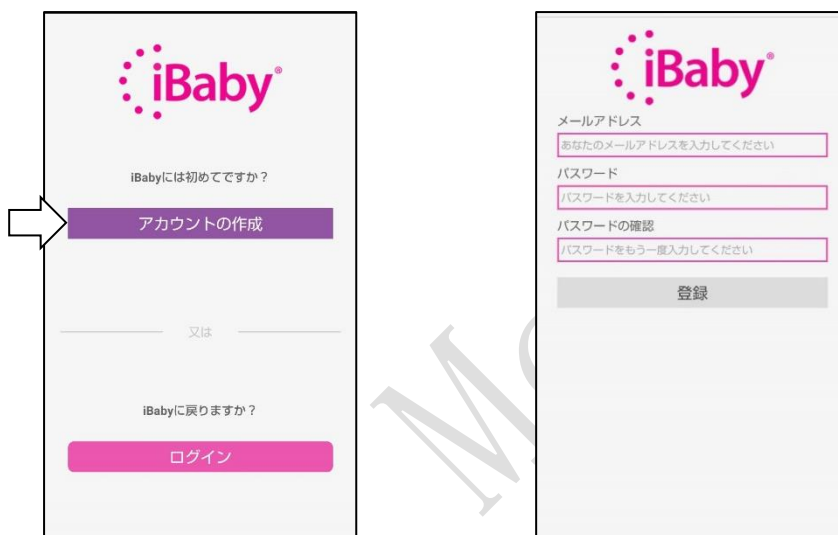 iBaby®
iBabyには初めてですか？
アカウントの作成
又は
iBabyに戻りますか？
ログイン
iBaby®
メールアドレス
あなたのメールアドレスを入力してください
パスワード
パスワードを入力してください
パスワードの確認
パスワードをもう一度入力してください
登録